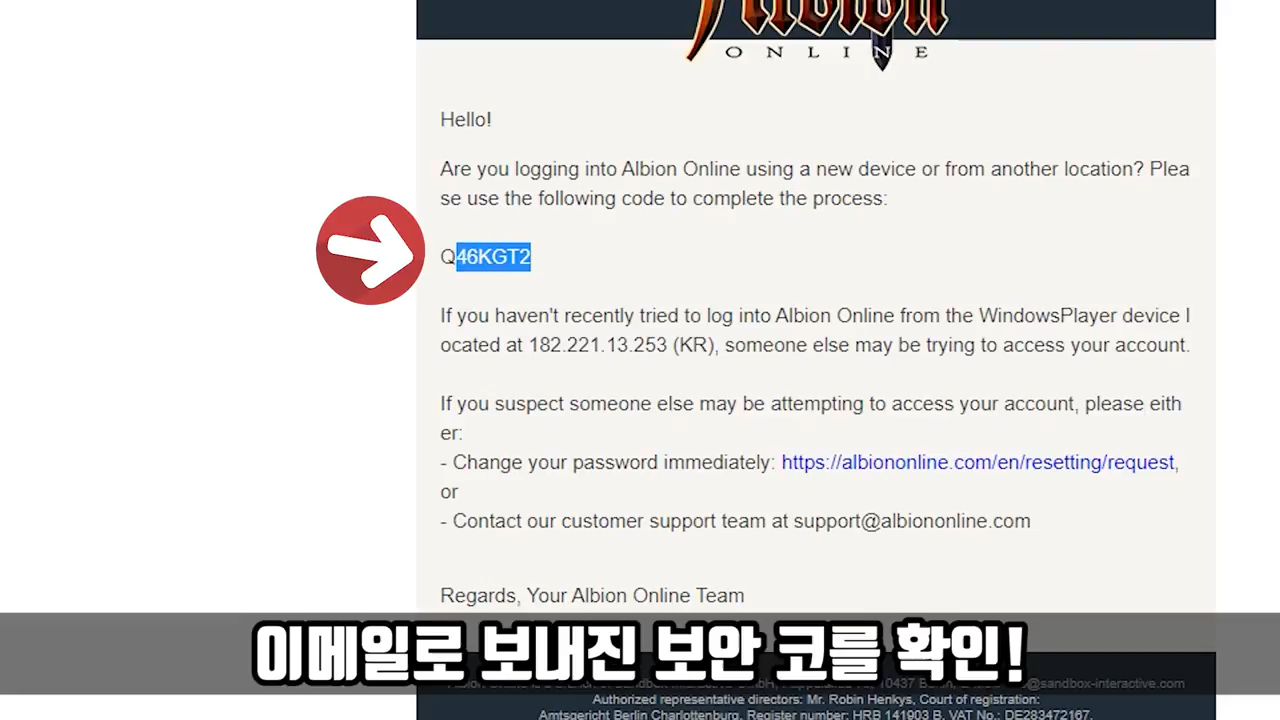 Albion
ONLINE
Hello!
Are you logging into Albion Online using a new device or from another location? Plea
se use the following code to complete the process:
Q46KGT2
If you haven't recently tried to log into Albion Online from the WindowsPlayer device l
ocated at 182.221.13.253 (KR), someone else may be trying to access your account.
If you suspect someone else may be attempting to access your account, please eith
er:
- Change your password immediately: https://albiononline.com/en/resetting/request,
or
- Contact our customer support team at support@albiononline.com
Regards, Your Albion Online Team
이메일로 보내진 보안 코를 확인!
10437 Berlin, @sandbox-interactive.com
Authorized representative directors: Mr. Robin Henkys, Court of registration:
Amtsgericht Berlin Charlottenburg, Register number: HRB 141903 B, VAT No.: DE283472167.